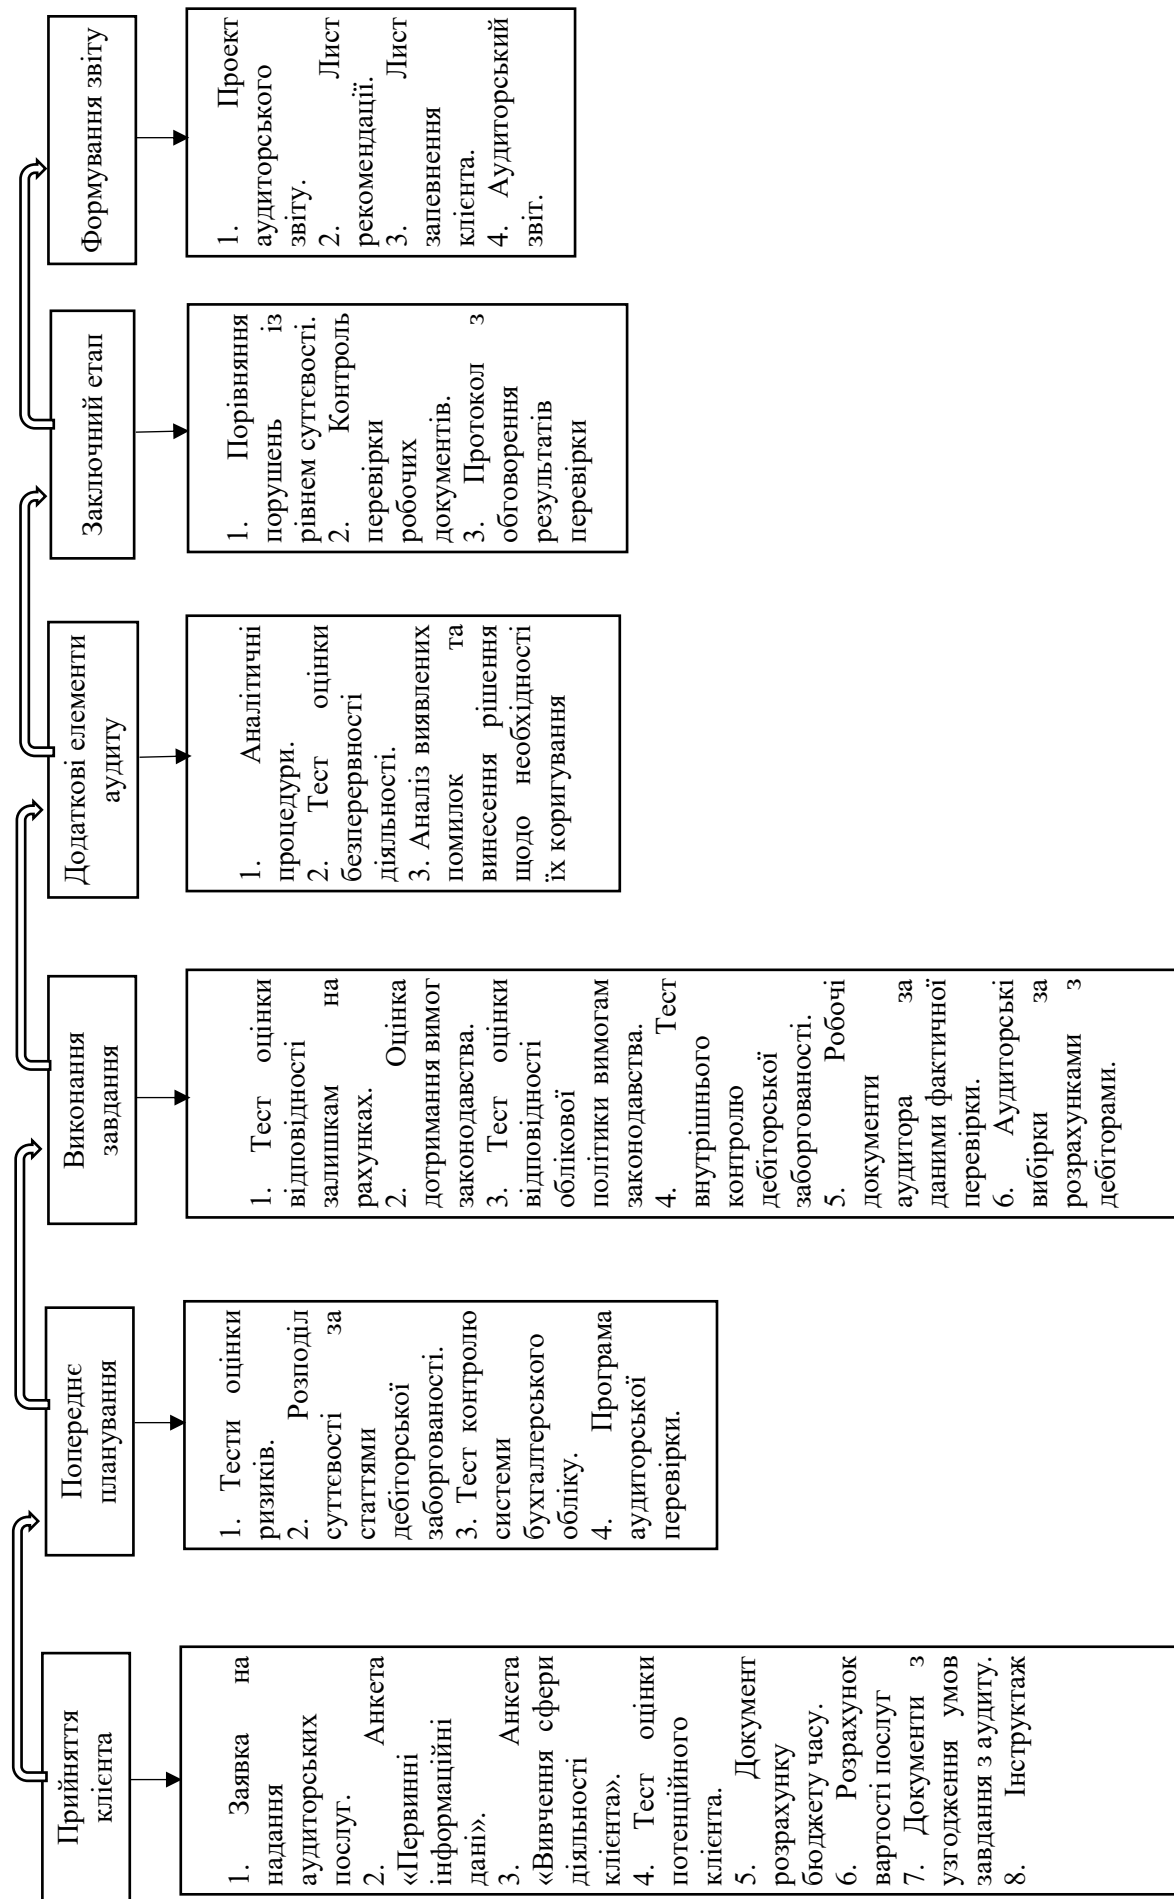 Прийняття
клієнта
1. Заявка на
надання
аудиторських
послуг.
2. Анкета
«Первинні
інформаційні
дані».
3. Анкета
«Вивчення сфери
діяльності
клієнта».
4. Тест оцінки
потенційного
клієнта.
5. Документ
розрахунку
бюджету часу.
6. Розрахунок
вартості послуг
7. Документи з
узгодження умов
завдання з аудиту.
8. Інструктаж
Попереднє
планування
1. Тести оцінки
ризиків.
2. Розподіл
суттєвості за
статтями
дебіторської
заборгованості.
3. Тест контролю
системи
бухгалтерського
обліку.
4. Програма
аудиторської
перевірки.
Виконання
завдання
1. Тест оцінки
відповідності
залишкам на
рахунках.
2. Оцінка
дотримання вимог
законодавства.
3. Тест оцінки
відповідності
облікової
політики вимогам
законодавства.
4. Тест
внутрішнього
контролю
дебіторської
заборгованості.
5. Робочі
документи
аудитора за
даними фактичної
перевірки.
6. Аудиторські
вибірки за
розрахунками з
дебіторами.
Додаткові елементи
аудиту
1. Аналітичні
процедури.
2. Тест оцінки
безперервності
діяльності.
3. Аналіз виявлених
помилок та
винесення рішення
щодо необхідності
їх коригування
Заключний етап
1. Порівняння
порушень із
рівнем суттєвості.
2. Контроль
перевірки
робочих
документів.
3. Протокол з
обговорення
результатів
перевірки
Формування звіту
1. Проект
аудиторського
звіту.
2. Лист
рекомендації.
3. Лист
запевнення
клієнта.
4. Аудиторський
звіт.